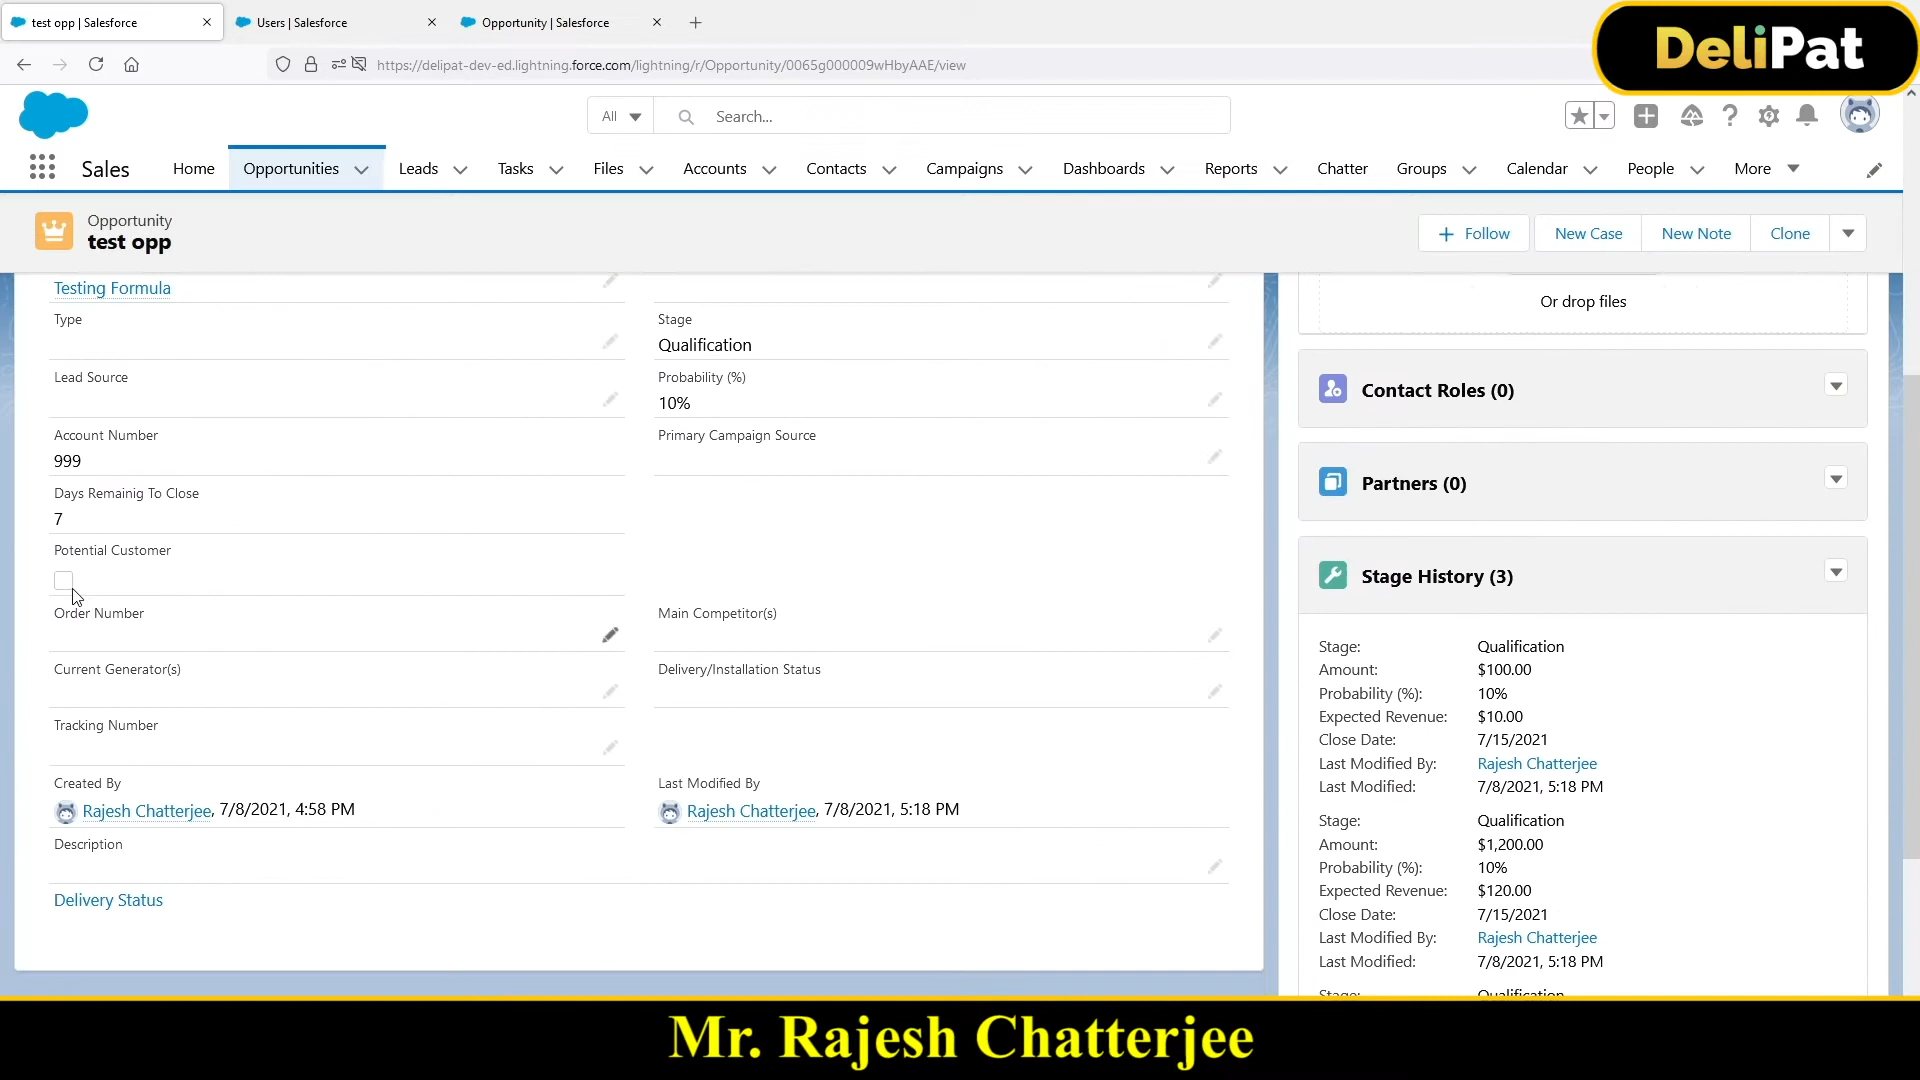 test opp | Salesforce
Users | Salesforce
Opportunity | Salesforce
https://delipat-dev-ed.lightning.force.com/lightning/r/Opportunity/0065g000009wHbyAAE/view
DeliPat
All
Search...
Sales
Home
Opportunities
Leads
Tasks
Files
Accounts
Contacts
Campaigns
Dashboards
Reports
Chatter
Groups
Calendar
People
More
Opportunity
test opp
Follow
New Case
New Note
Clone
Testing Formula
Type
Stage
Qualification
Lead Source
Probability (%)
10%
Account Number
999
Primary Campaign Source
Days Remainig To Close
7
Potential Customer
Order Number
Main Competitor(s)
Current Generator(s)
Delivery/Installation Status
Tracking Number
Created By
Rajesh Chatterjee, 7/8/2021, 4:58 PM
Last Modified By
Rajesh Chatterjee, 7/8/2021, 5:18 PM
Description
Delivery Status
Or drop files
Contact Roles (0)
Partners (0)
Stage History (3)
Stage: Qualification
Amount: $100.00
Probability (%): 10%
Expected Revenue: $10.00
Close Date: 7/15/2021
Last Modified By: Rajesh Chatterjee
Last Modified: 7/8/2021, 5:18 PM
Stage: Qualification
Amount: $1,200.00
Probability (%): 10%
Expected Revenue: $120.00
Close Date: 7/15/2021
Last Modified By: Rajesh Chatterjee
Last Modified: 7/8/2021, 5:18 PM
Stage: Qualification
Mr. Rajesh Chatterjee